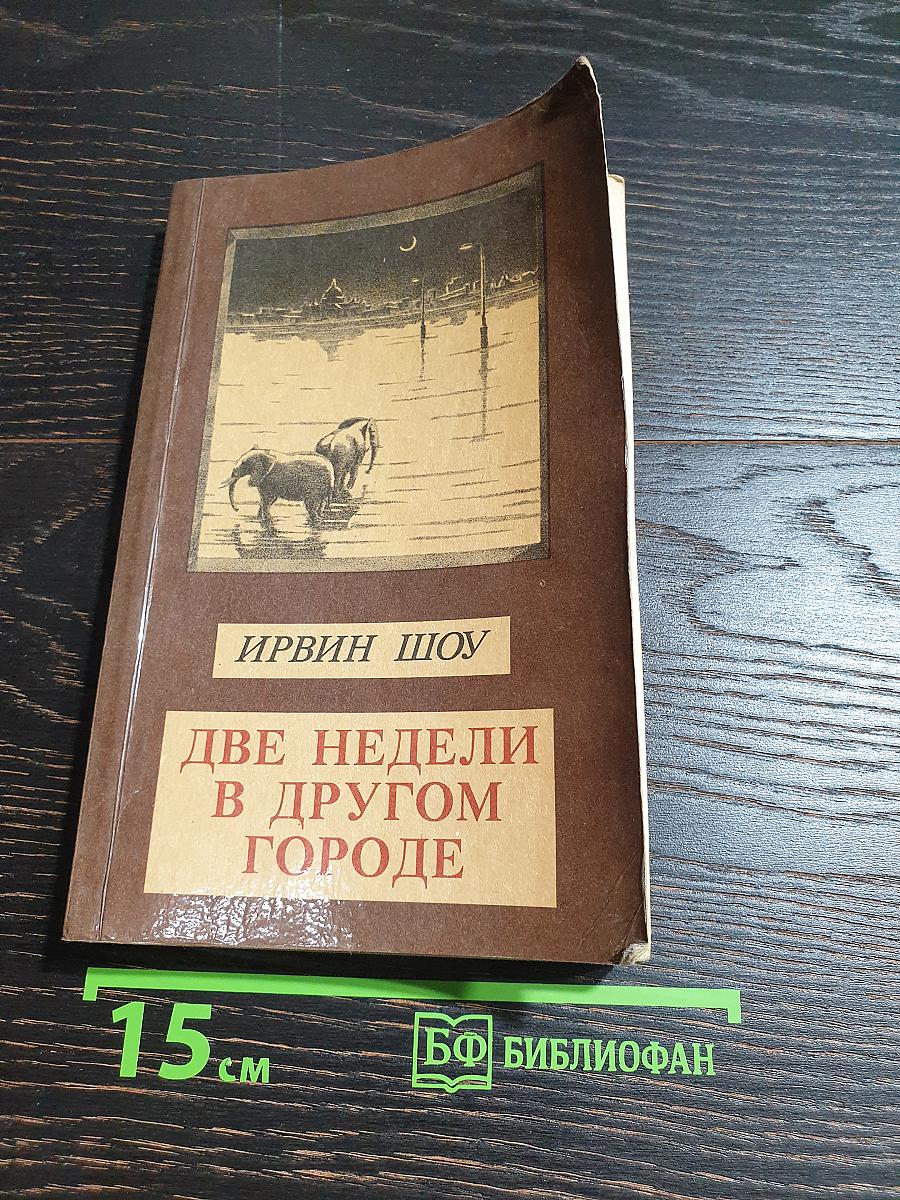 ИРВИН ШОУ
ДВЕ НЕДЕЛИ
В ДРУГОМ
ГОРОДЕ
15 см
БФ БИБЛИОФАН